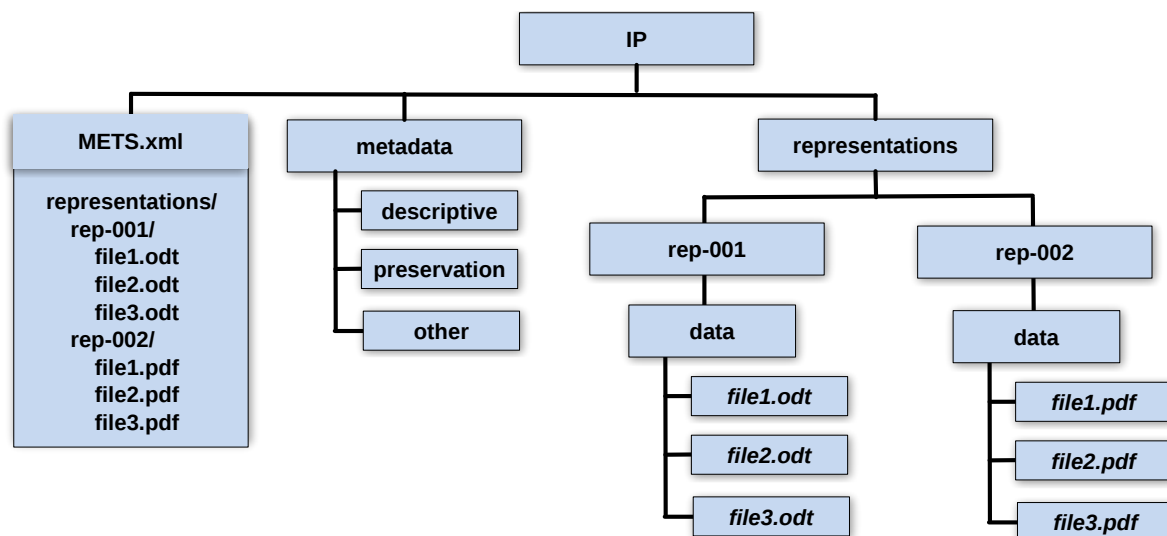 IP
METS.xml
representations/
rep-001/
file1.odt
file2.odt
file3.odt
rep-002/
file1.pdf
file2.pdf
file3.pdf
metadata
descriptive
preservation
other
representations
rep-001
data
file1.odt
file2.odt
file3.odt
rep-002
data
file1.pdf
file2.pdf
file3.pdf